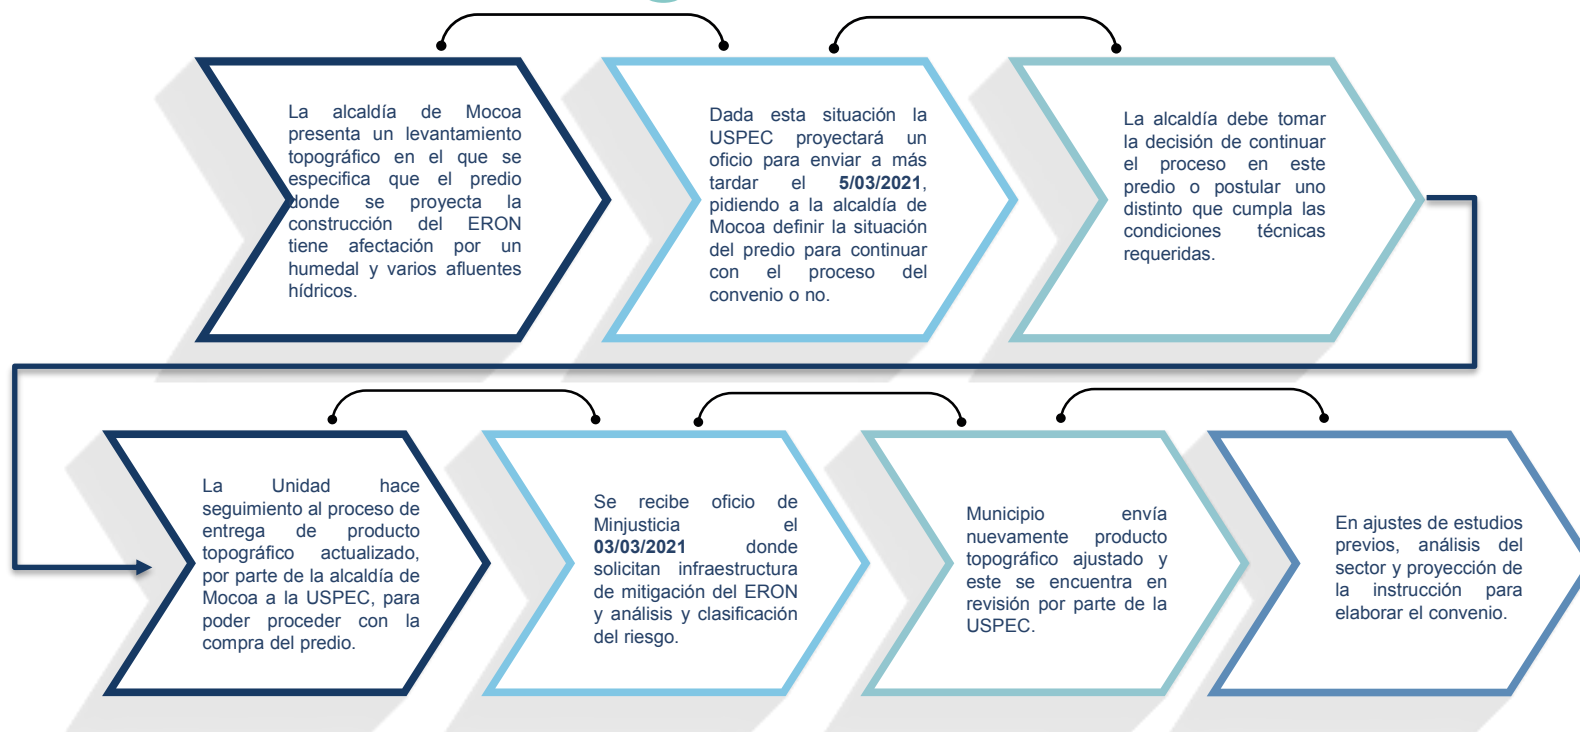 La alcaldía de Mocoa
presenta un levantamiento
topográfico en el que se
especifica que el predio
donde se proyecta la
construcción del ERON
tiene afectación por un
humedal y varios afluentes
hídricos.
Dada esta situación la
USPEC proyectará un
oficio para enviar a más
tardar el 5/03/2021,
pidiendo a la alcaldía de
Mocoa definir la situación
del predio para continuar
con el proceso del
convenio o no.
La alcaldía debe tomar
la decisión de continuar
el proceso en este
predio o postular uno
distinto que cumpla las
condiciones técnicas
requeridas.
La Unidad hace
seguimiento al proceso de
entrega de producto
topográfico actualizado,
por parte de la alcaldía de
Mocoa a la USPEC, para
poder proceder con la
compra del predio.
Se recibe oficio de
Minjusticia el
03/03/2021 donde
solicitan infraestructura
de mitigación del ERON
y análisis y clasificación
del riesgo.
Municipio envía
nuevamente producto
topográfico ajustado y
este se encuentra en
revisión por parte de la
USPEC.
En ajustes de estudios
previos, análisis del
sector y proyección de
la instrucción para
elaborar el convenio.